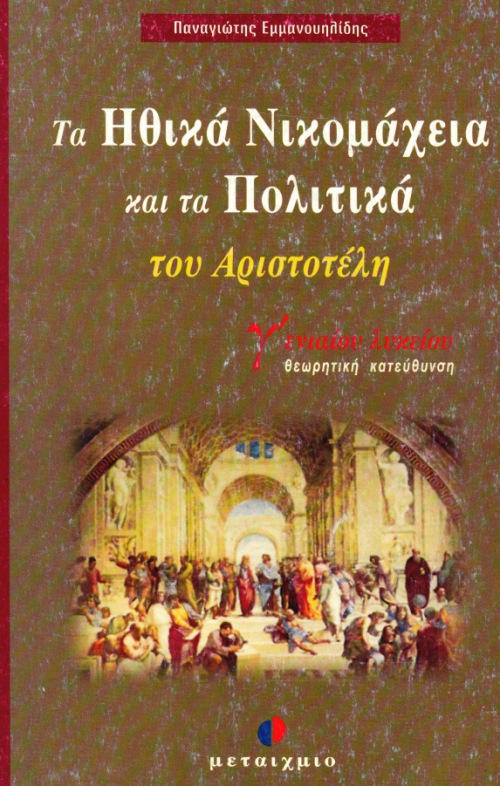 Παναγιώτης Εμμανουηλίδης
Τα Ηθικά Νικομάχεια
και τα Πολιτικά
του Αριστοτέλη
γ' ενιαίου λυκείου
θεωρητική κατεύθυνση
μεταιχμιο